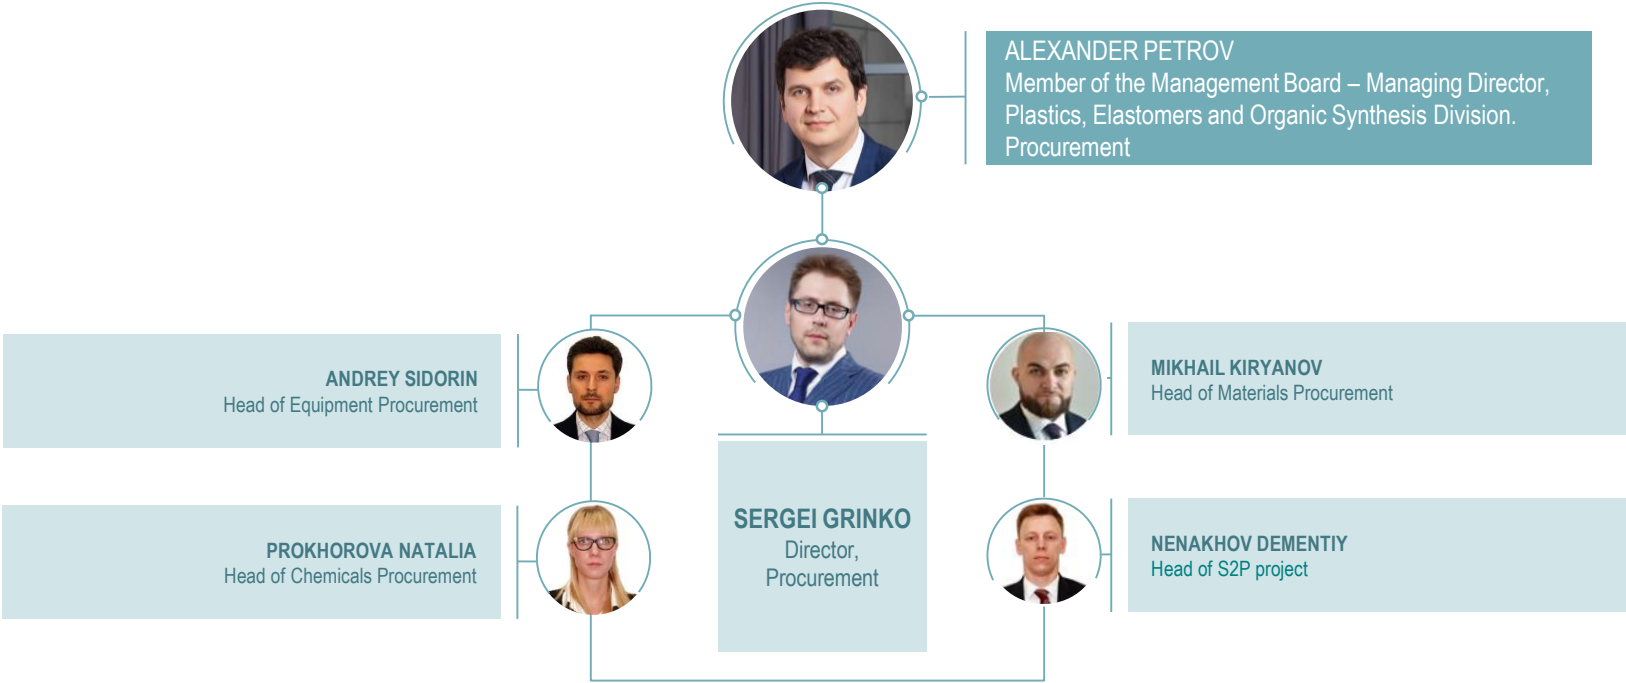 ALEXANDER PETROV
Member of the Management Board – Managing Director,
Plastics, Elastomers and Organic Synthesis Division.
Procurement
ANDREY SIDORIN
Head of Equipment Procurement
MIKHAIL KIRYANOV
Head of Materials Procurement
SERGEI GRINKO
Director,
Procurement
PROKHOROVA NATALIA
Head of Chemicals Procurement
NENAKHOV DEMENTIY
Head of S2P project